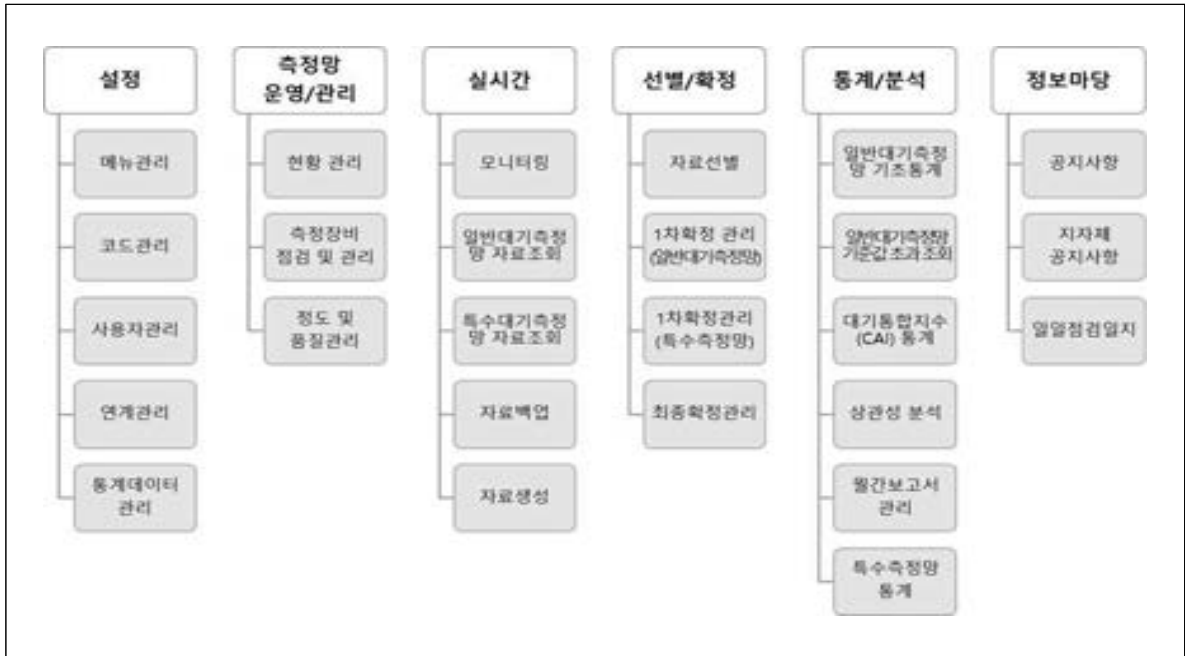 설정
메뉴관리
코드관리
사용자관리
연계관리
통계데이터
관리
측정망
운영/관리
현황 관리
측정장비
점검 및 관리
정도 및
품질관리
실시간
모니터링
일반대기측정
망 자료조회
특수대기측정
망 자료조회
자료백업
자료생성
선별/확정
자료선별
1차확정 관리
(일반대기측정망)
1차확정관리
(특수측정망)
최종확정관리
통계/분석
일반대기측정
망 기초통계
일반대기측정망
기준값 초과 조회
대기통합지수
(CAI) 통계
상관성 분석
월간보고서
관리
특수측정망
통계
정보마당
공지사항
지자체
공지사항
일일점검일지